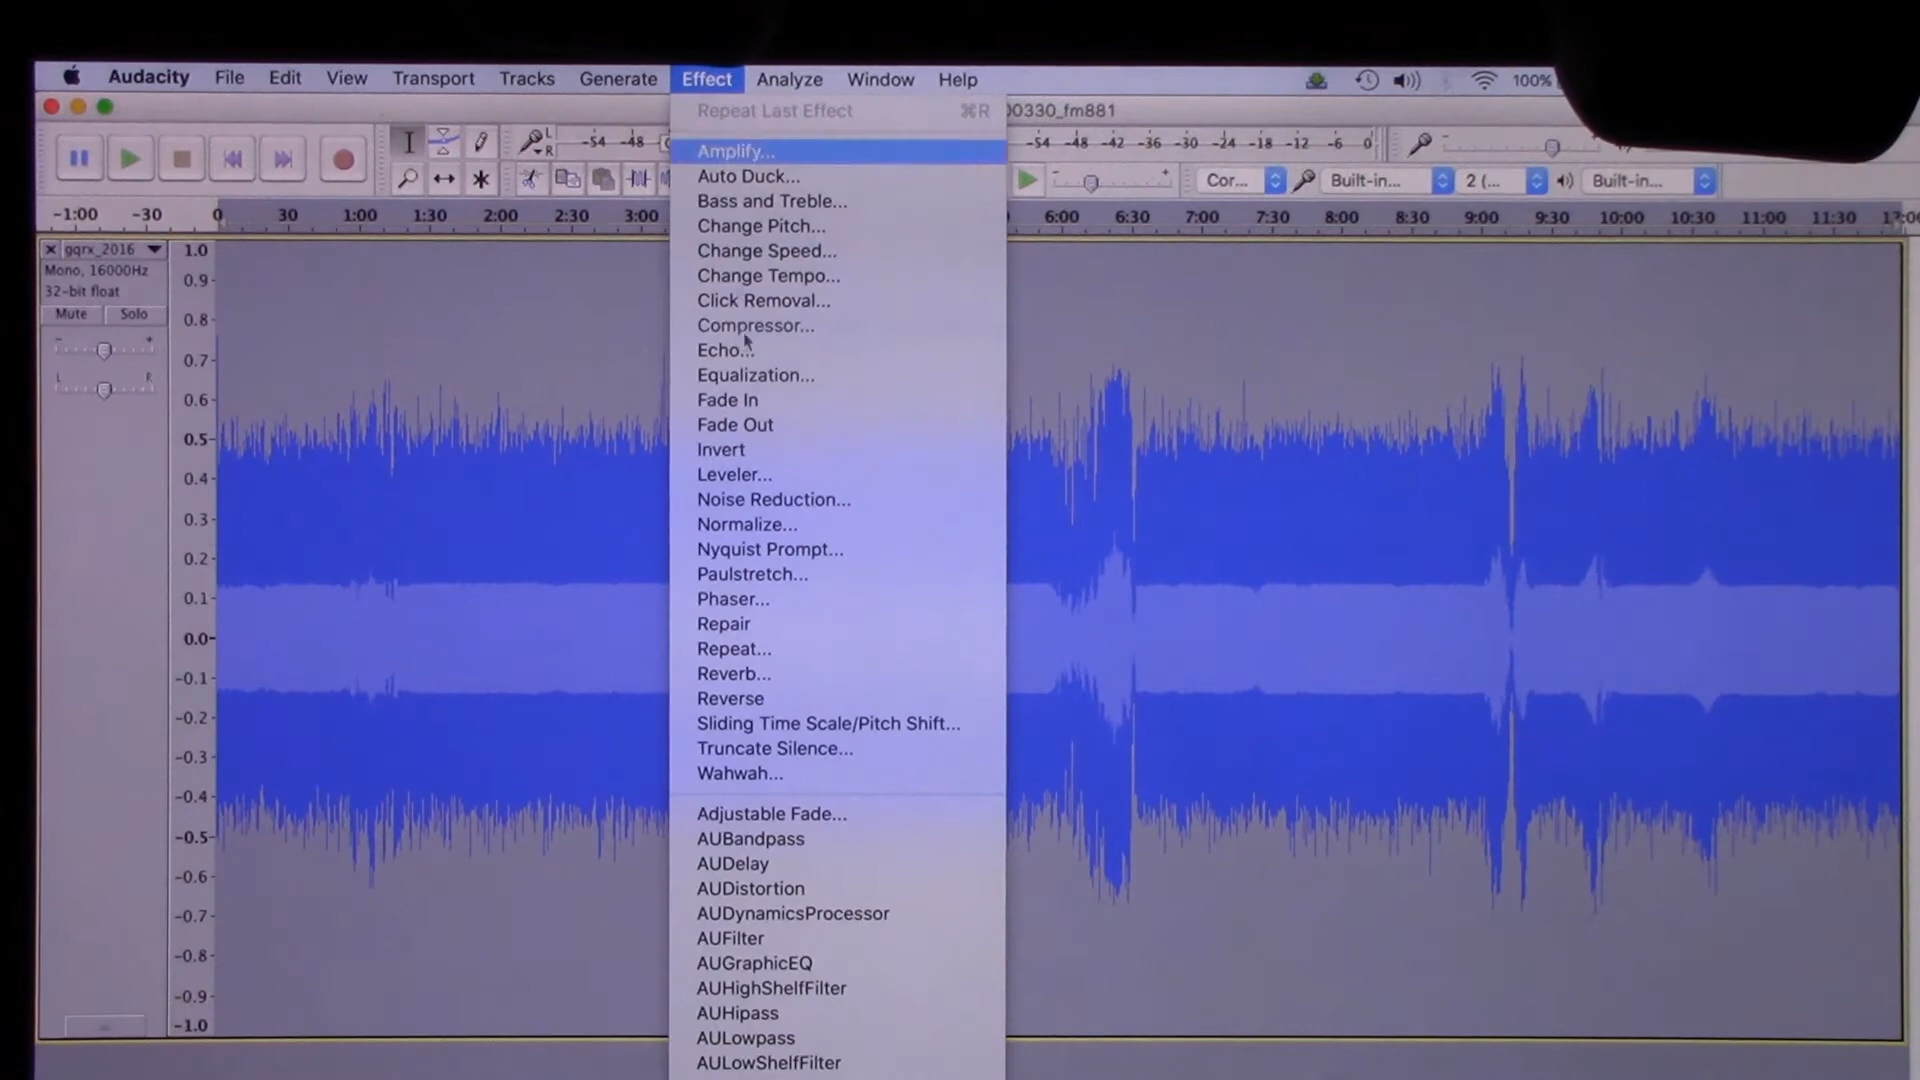 Audacity File Edit View Transport Tracks Generate Effect Analyze Window Help 100%
Repeat Last Effect ⌘R
00330_fm881
L
R
-54 -48
-54 -48 -42 -36 -30 -24 -18 -12 -6 0
Cor... Built-in... 2 (... Built-in...
-1:00 -30 0 30 1:00 1:30 2:00 2:30 3:00 6:00 6:30 7:00 7:30 8:00 8:30 9:00 9:30 10:00 10:30 11:00 11:30
gqrx_2016
Mono, 16000Hz
32-bit float
Mute Solo
- +
L R
1.0
0.9
0.8
0.7
0.6
0.5
0.4
0.3
0.2
0.1
0.0
-0.1
-0.2
-0.3
-0.4
-0.5
-0.6
-0.7
-0.8
-0.9
-1.0
Amplify...
Auto Duck...
Bass and Treble...
Change Pitch...
Change Speed...
Change Tempo...
Click Removal...
Compressor...
Echo...
Equalization...
Fade In
Fade Out
Invert
Leveler...
Noise Reduction...
Normalize...
Nyquist Prompt...
Paulstretch...
Phaser...
Repair
Repeat...
Reverb...
Reverse
Sliding Time Scale/Pitch Shift...
Truncate Silence...
Wahwah...
Adjustable Fade...
AUBandpass
AUDelay
AUDistortion
AUDynamicsProcessor
AUFilter
AUGraphicEQ
AUHighShelfFilter
AUHipass
AULowpass
AULowShelfFilter